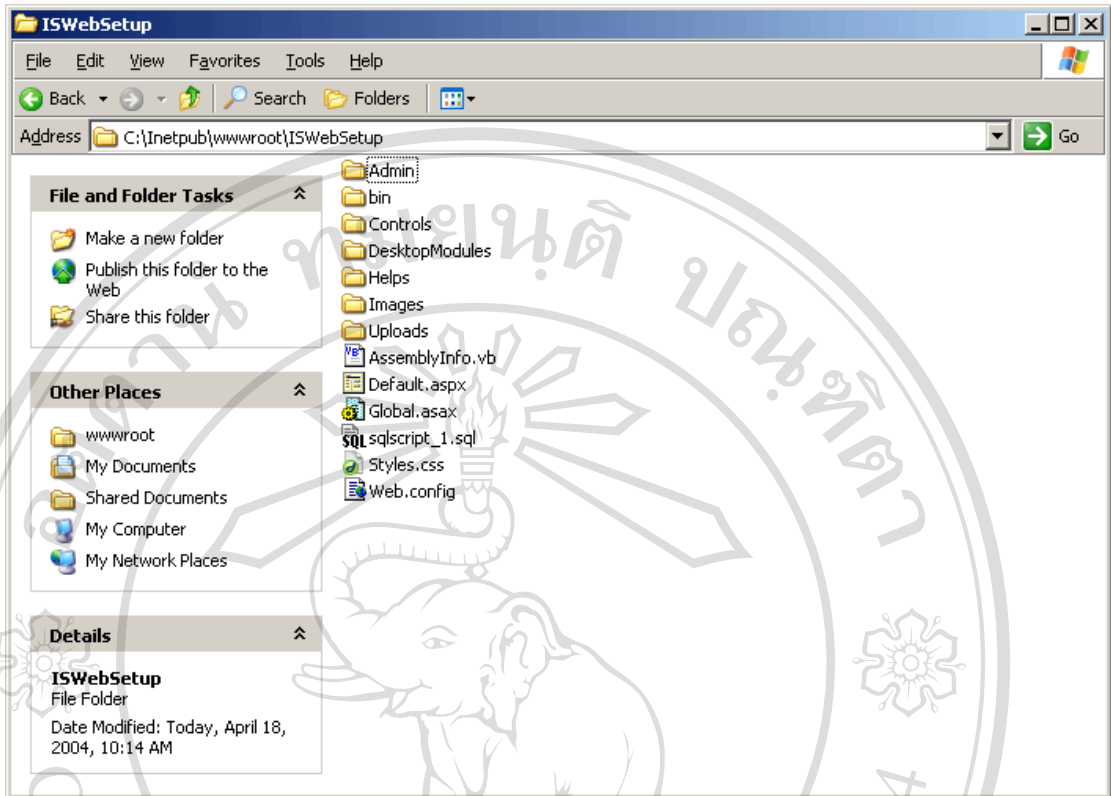 ISWebSetup
File Edit View Favorites Tools Help
Back Search Folders
Address C:\Inetpub\wwwroot\ISWebSetup Go
File and Folder Tasks
Make a new folder
Publish this folder to the
Web
Share this folder
Other Places
wwwroot
My Documents
Shared Documents
My Computer
My Network Places
Details
ISWebSetup
File Folder
Date Modified: Today, April 18,
2004, 10:14 AM
Admin
bin
Controls
DesktopModules
Helps
Images
Uploads
AssemblyInfo.vb
Default.aspx
Global.asax
SQL sqlscript_1.sql
Styles.css
Web.config